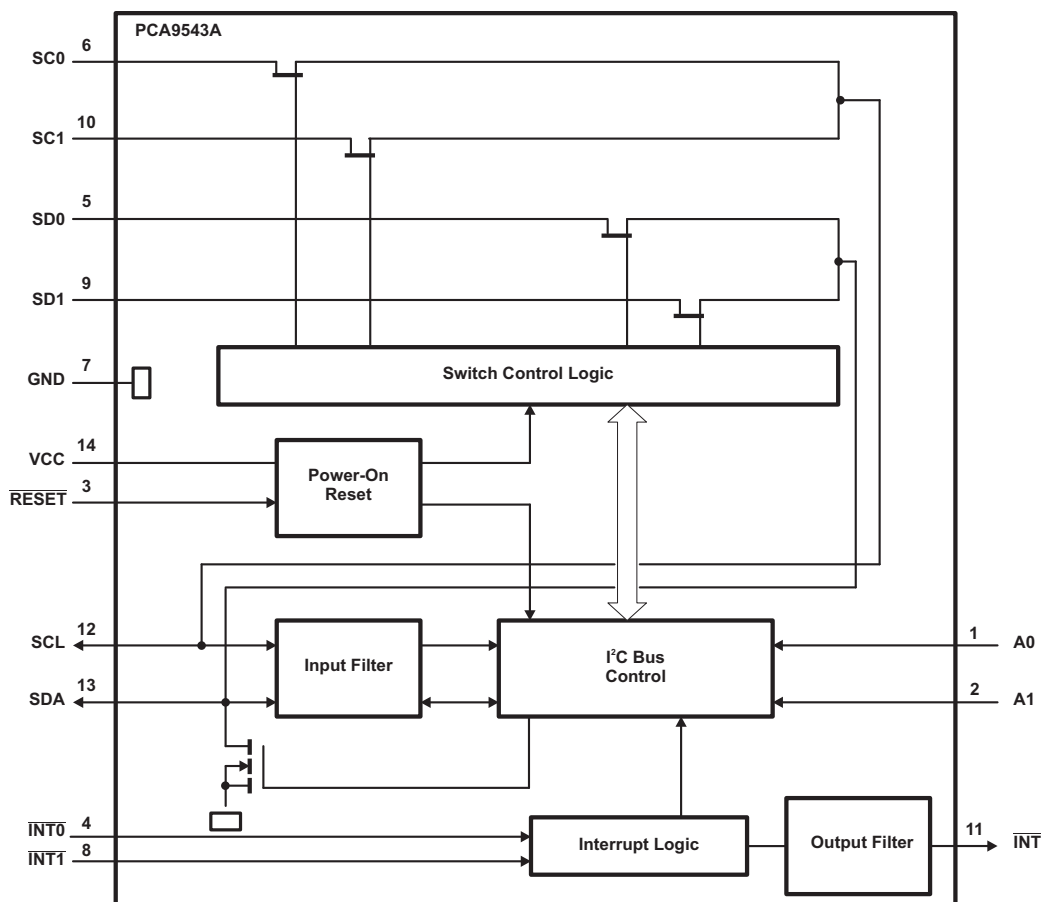 PCA9543A
SC0 6
SC1 10
SD0 5
SD1 9
Switch Control Logic
GND 7
VCC 14
Power-On
Reset
RESET 3
SCL 12
Input Filter
I²C Bus
Control
1 A0
SDA 13
2 A1
INT0 4
Interrupt Logic
Output Filter
11 INT
INT1 8